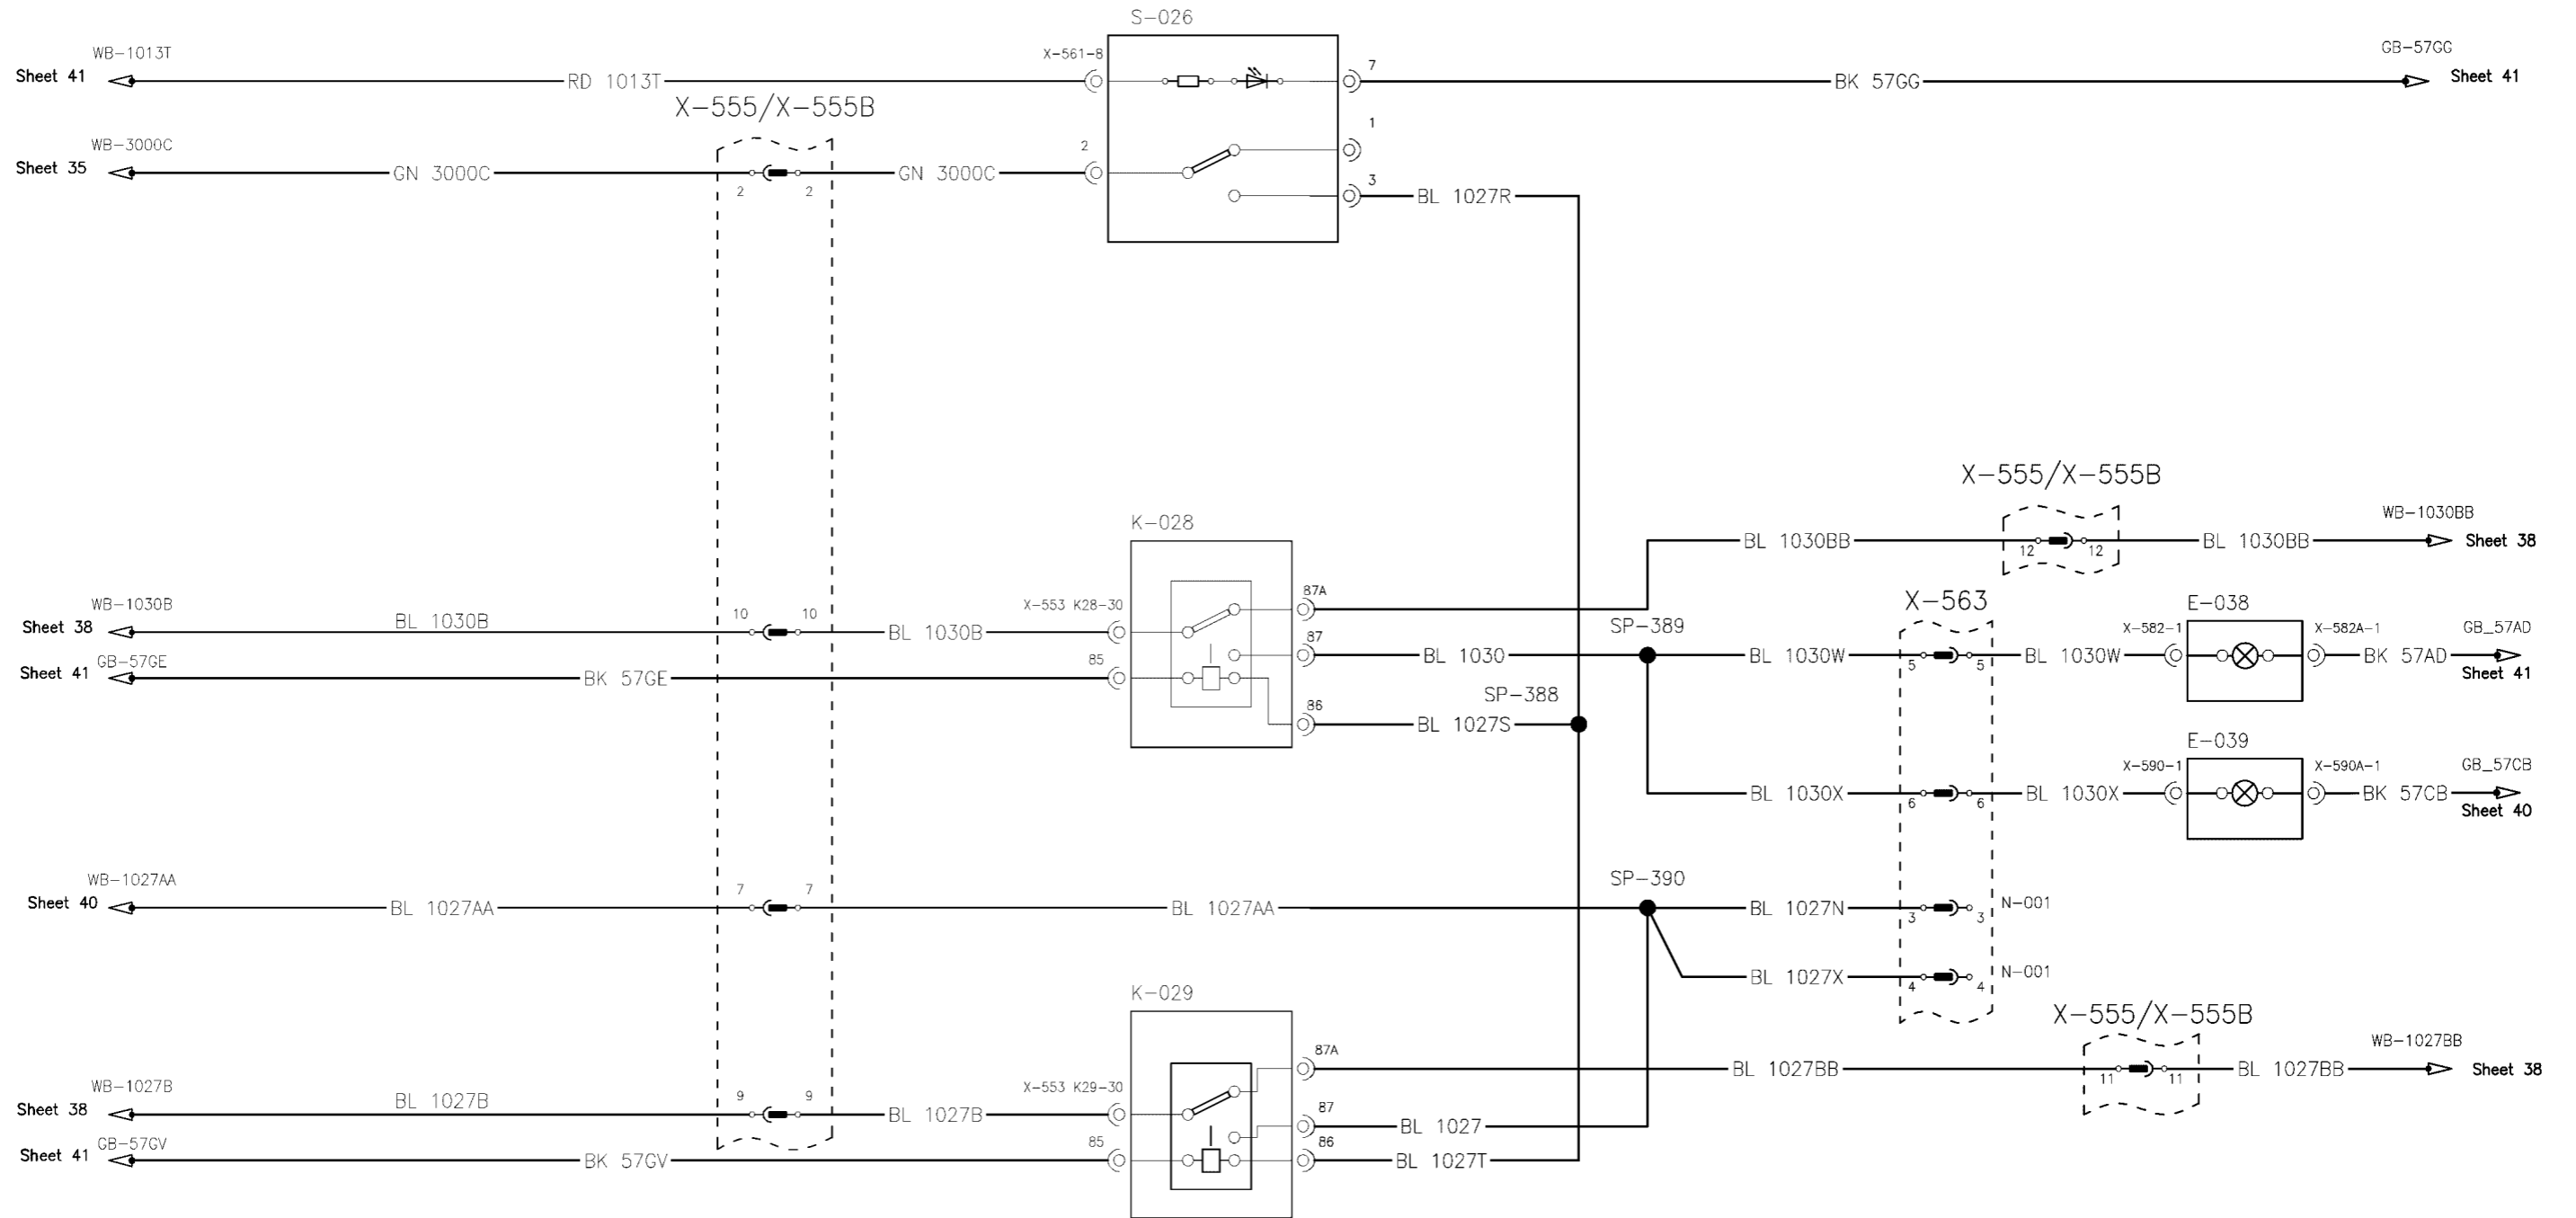 S-026
WB-1013T
Sheet 41
RD 1013T
X-561-8
7
BK 57GG
GB-57GG
Sheet 41
X-555/X-555B
1
WB-3000C
Sheet 35
GN 3000C
2
2
GN 3000C
2
3
BL 1027R
X-555/X-555B
K-028
WB-1030BB
BL 1030BB
12
12
BL 1030BB
Sheet 38
WB-1030B
Sheet 38
BL 1030B
10
10
BL 1030B
X-553 K28-30
87A
X-563
E-038
SP-389
X-582-1
X-582A-1
GB_57AD
87
BL 1030
BL 1030W
5
5
BL 1030W
BK 57AD
Sheet 41
GB-57GE
Sheet 41
BK 57GE
85
SP-388
86
BL 1027S
E-039
X-590-1
X-590A-1
GB_57CB
BL 1030X
6
6
BL 1030X
BK 57CB
Sheet 40
WB-1027AA
Sheet 40
BL 1027AA
7
7
BL 1027AA
SP-390
BL 1027N
3
3
N-001
BL 1027X
4
4
N-001
K-029
X-555/X-555B
WB-1027BB
87A
BL 1027BB
11
11
BL 1027BB
Sheet 38
WB-1027B
Sheet 38
BL 1027B
9
9
BL 1027B
X-553 K29-30
87
BL 1027
GB-57GV
Sheet 41
BK 57GV
85
86
BL 1027T